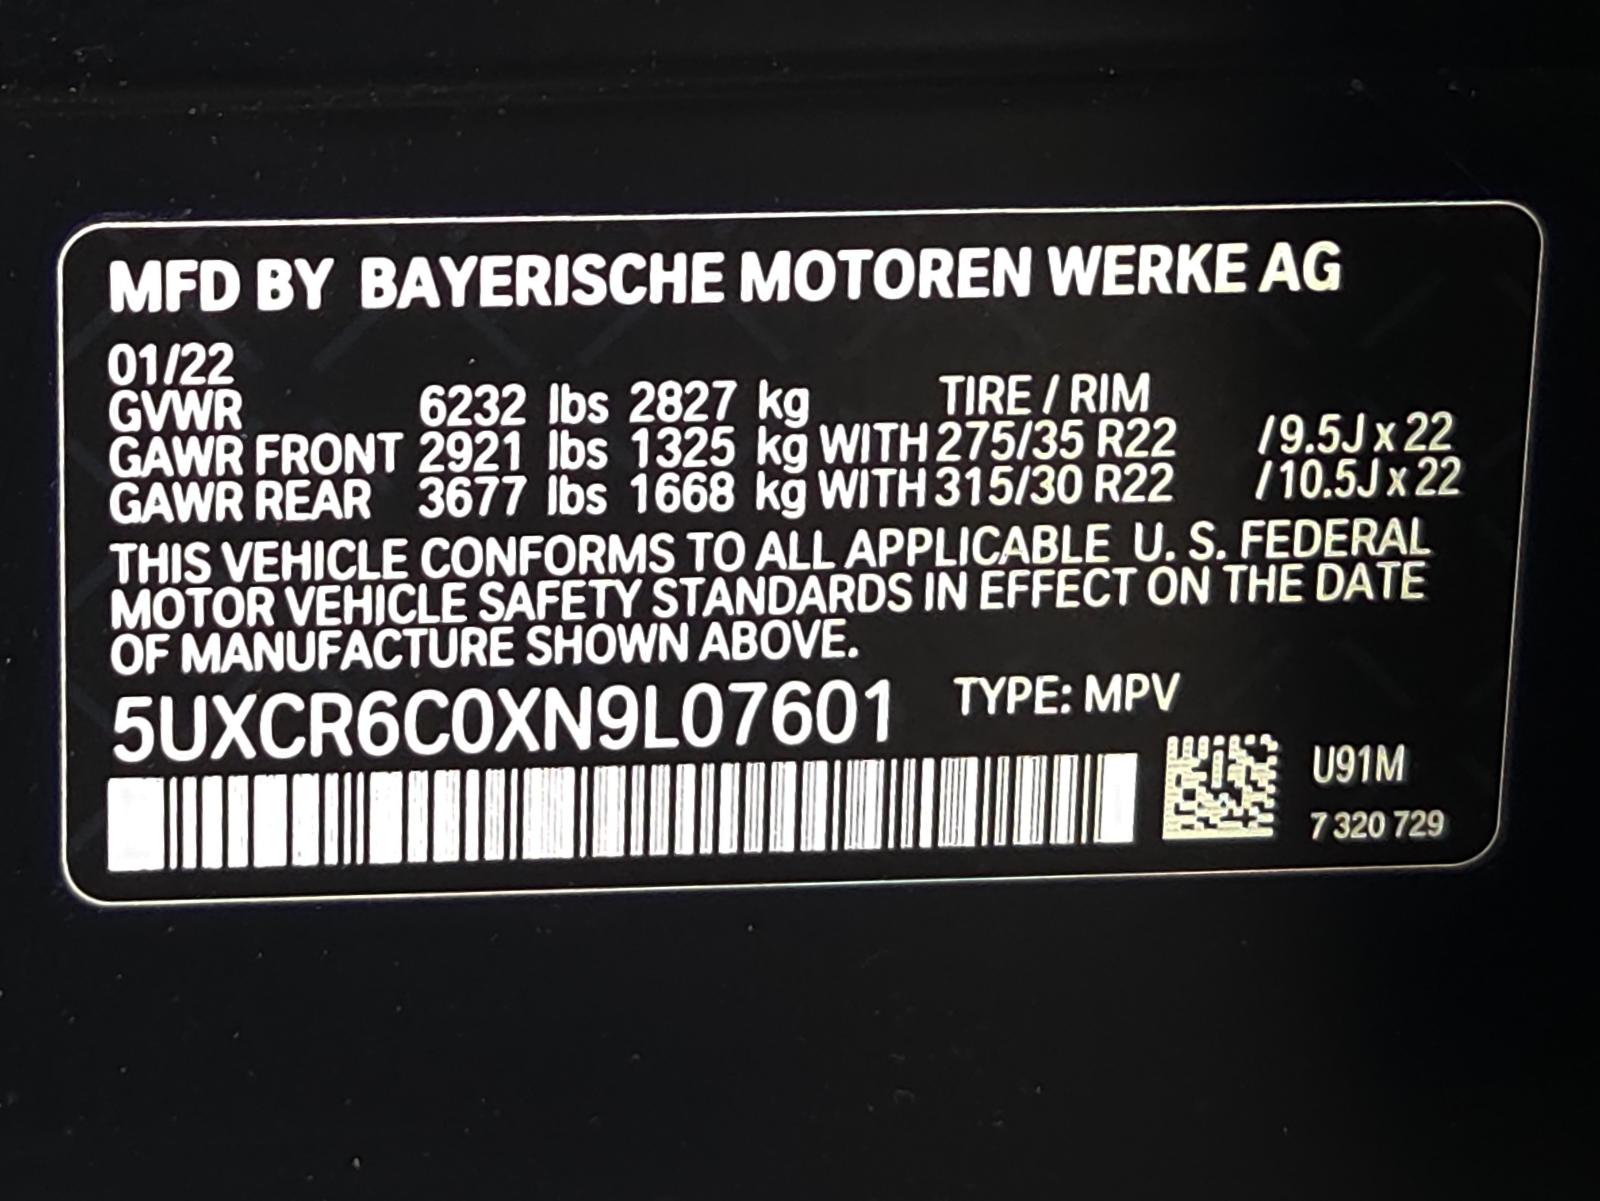 MFD BY BAYERISCHE MOTOREN WERKE AG
01/22
GVWR 6232 lbs 2827 kg TIRE / RIM
GAWR FRONT 2921 lbs 1325 kg WITH 275/35 R22 /9.5J x 22
GAWR REAR 3677 lbs 1668 kg WITH 315/30 R22 /10.5J x 22
THIS VEHICLE CONFORMS TO ALL APPLICABLE U. S. FEDERAL
MOTOR VEHICLE SAFETY STANDARDS IN EFFECT ON THE DATE
OF MANUFACTURE SHOWN ABOVE.
5UXCR6C0XN9L07601 TYPE: MPV
U91M
7 320 729